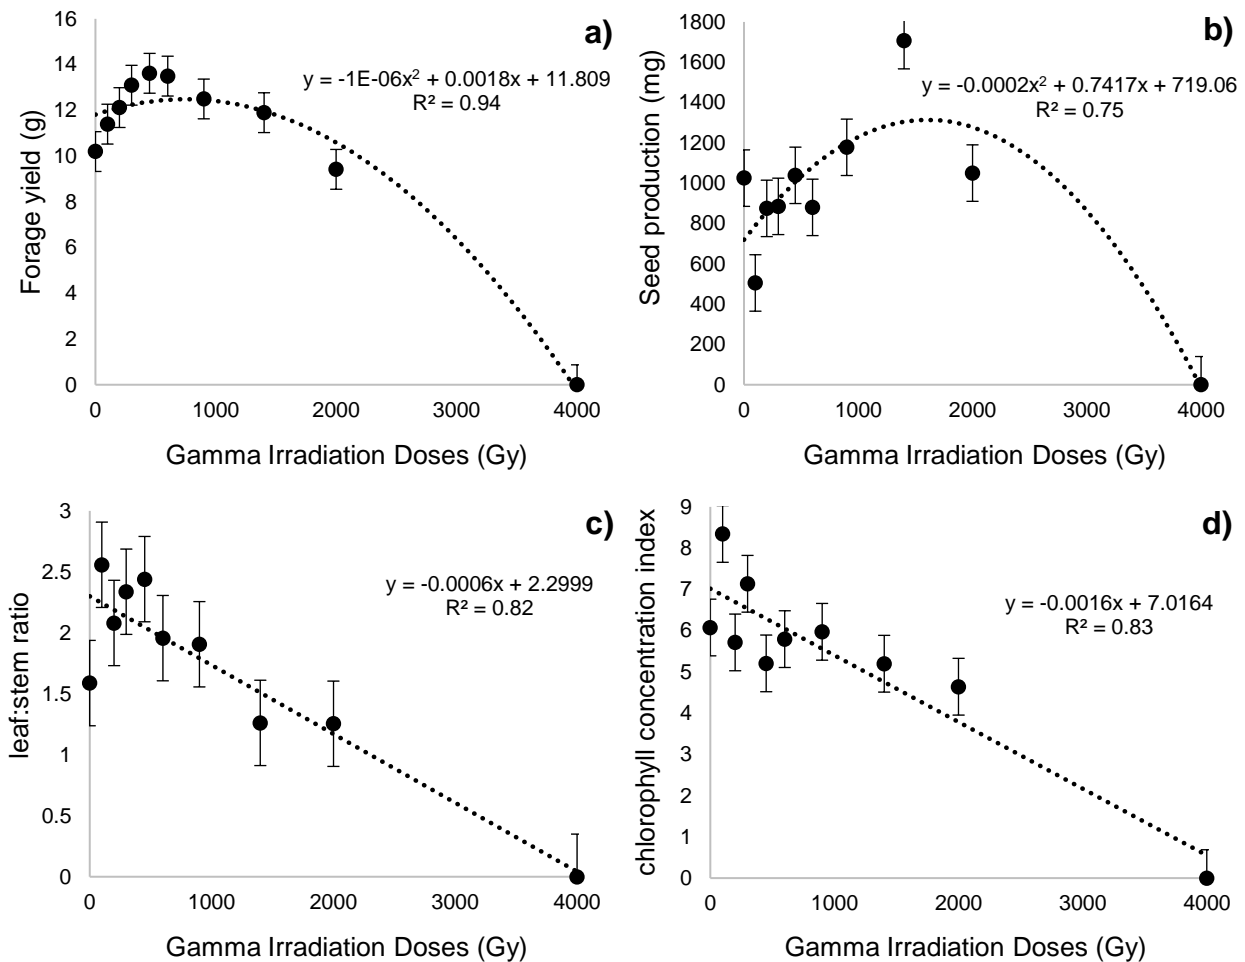 a)
y = -1E-06x² + 0.0018x + 11.809
R² = 0.94
Forage yield (g)
16
14
12
10
8
6
4
2
0
0 1000 2000 3000 4000
Gamma Irradiation Doses (Gy)
b)
y = -0.0002x² + 0.7417x + 719.06
R² = 0.75
Seed production (mg)
1800
1600
1400
1200
1000
800
600
400
200
0
0 1000 2000 3000 4000
Gamma Irradiation Doses (Gy)
c)
y = -0.0006x + 2.2999
R² = 0.82
leaf:stem ratio
3
2.5
2
1.5
1
0.5
0
0 1000 2000 3000 4000
Gamma Irradiation Doses (Gy)
d)
y = -0.0016x + 7.0164
R² = 0.83
chlorophyll concentration index
9
8
7
6
5
4
3
2
1
0
0 1000 2000 3000 4000
Gamma Irradiation Doses (Gy)